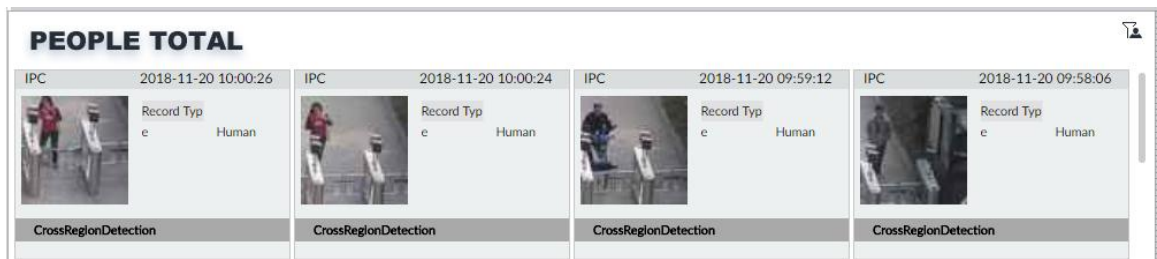 PEOPLE TOTAL
IPC 2018-11-20 10:00:26
Record Typ
e Human
CrossRegionDetection
IPC 2018-11-20 10:00:24
Record Typ
e Human
CrossRegionDetection
IPC 2018-11-20 09:59:12
Record Typ
e Human
CrossRegionDetection
IPC 2018-11-20 09:58:06
Record Typ
e Human
CrossRegionDetection